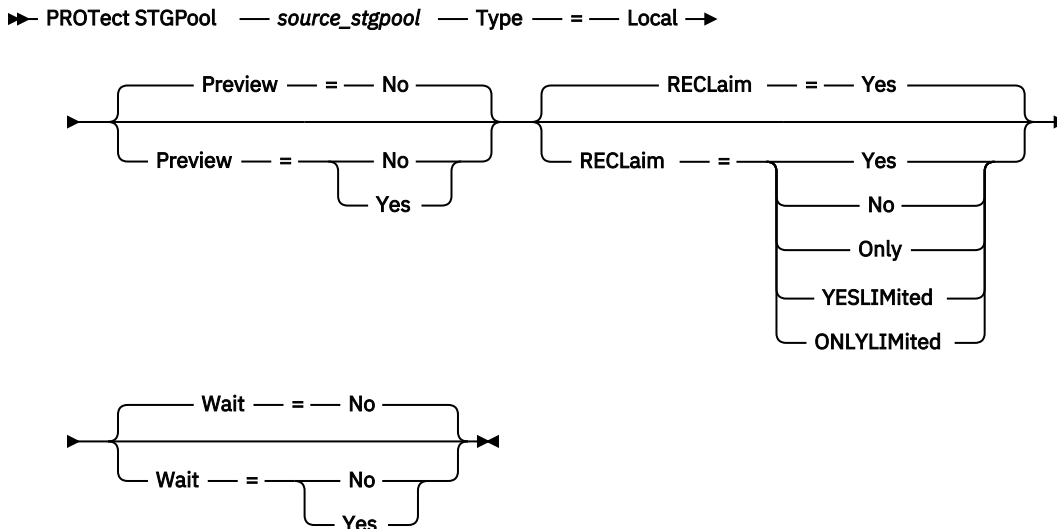 PROTect STGPool — source_stgpool — Type — = — Local
Preview — = — No RECLaim — = — Yes
Preview — = — No RECLaim — = — Yes
Yes No
Only
YESLIMited
ONLYLIMited
Wait — = — No
Wait — = — No
Yes